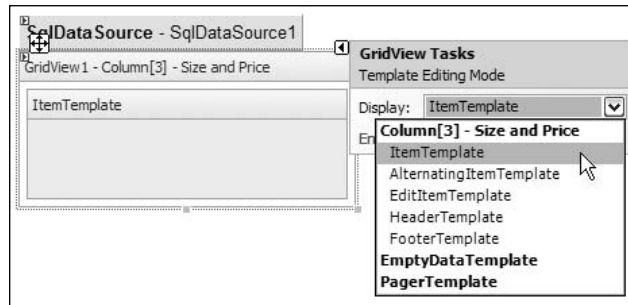 SqlDataSource - SqlDataSource1
GridView1 - Column[3] - Size and Price
ItemTemplate
GridView Tasks
Template Editing Mode
Display: ItemTemplate
Column[3] - Size and Price
ItemTemplate
AlternatingItemTemplate
EditItemTemplate
HeaderTemplate
FooterTemplate
EmptyDataTemplate
PagerTemplate